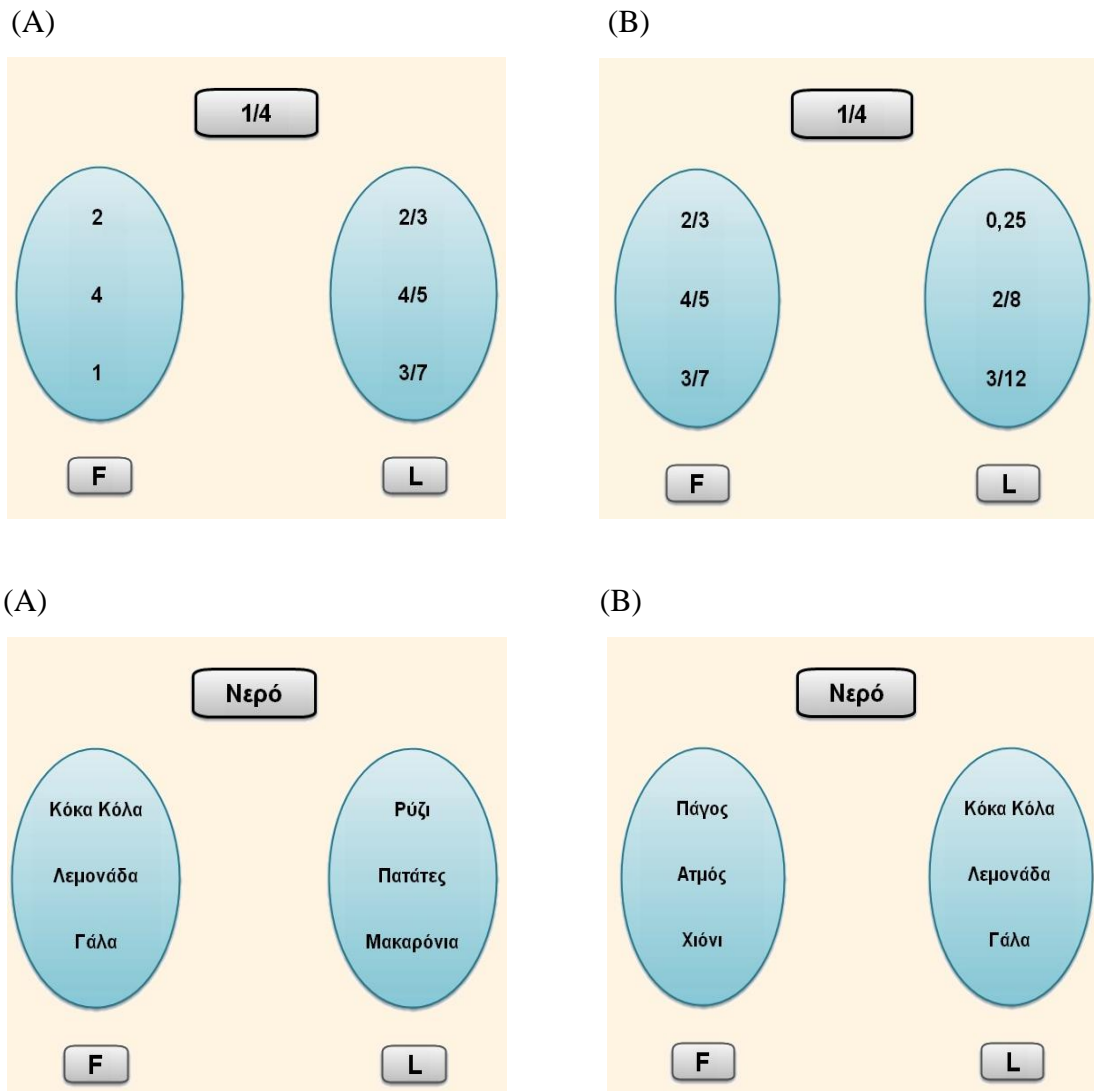 (A)
1/4
2
2/3
4
4/5
1
3/7
F
L
(B)
1/4
2/3
0,25
4/5
2/8
3/7
3/12
F
L
(A)
Νερό
Κόκα Κόλα
Ρύζι
Λεμονάδα
Πατάτες
Γάλα
Μακαρόνια
F
L
(B)
Νερό
Πάγος
Κόκα Κόλα
Ατμός
Λεμονάδα
Χιόνι
Γάλα
F
L